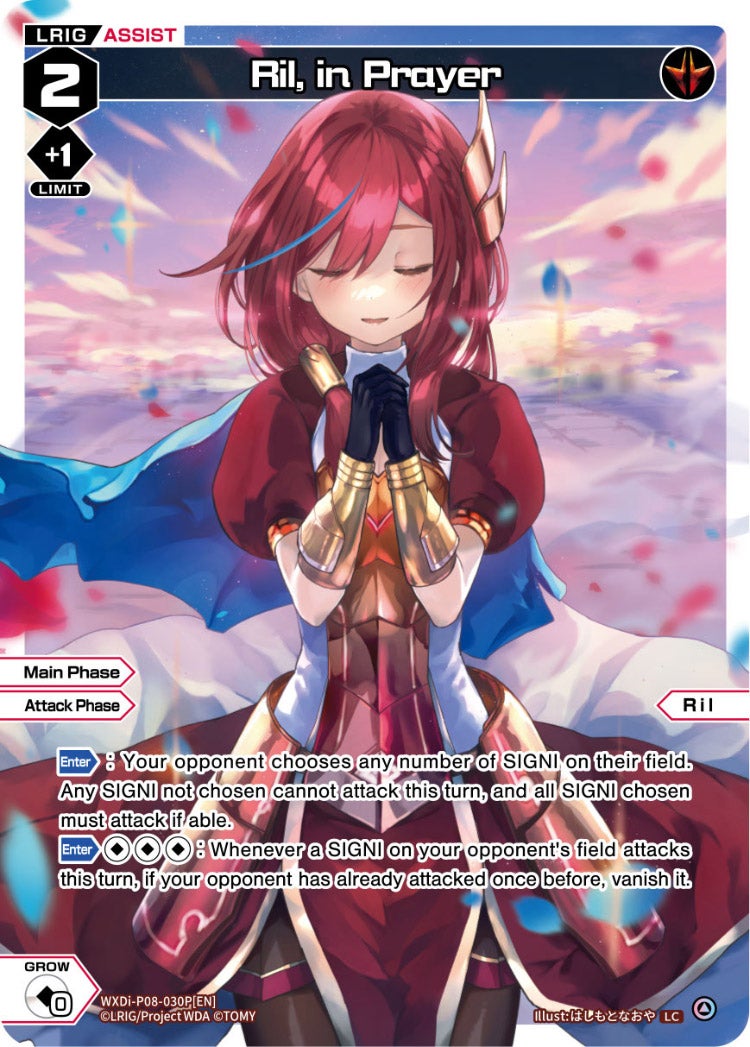 LRIG ASSIST
2
Ril, in Prayer
+1
LIMIT
Main Phase
Attack Phase
Ril
Enter : Your opponent chooses any number of SIGNI on their field.
Any SIGNI not chosen cannot attack this turn, and all SIGNI chosen
must attack if able.
Enter : Whenever a SIGNI on your opponent's field attacks
this turn, if your opponent has already attacked once before, vanish it.
GROW
0
WXDi-P08-030P[EN]
©LRIG/Project WDA ©TOMY
Illust:はしもとなおや LC